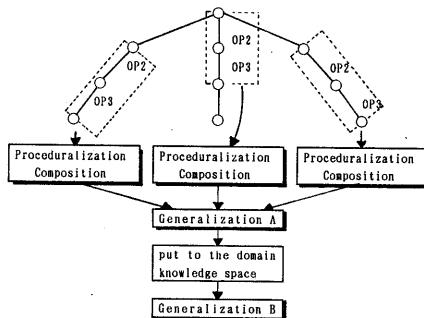 OP2
OP3
OP2
OP3
OP2
OP3
Proceduralization
Composition
Proceduralization
Composition
Proceduralization
Composition
Generalization A
put to the domain
knowledge space
Generalization B